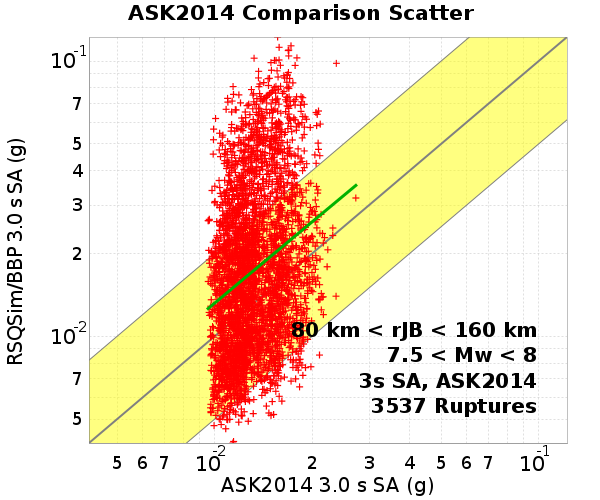 ASK2014 Comparison Scatter
RSQSim/BBP 3.0 s SA (g)
10^-1
7
5
4
3
2
10^-2
7
5
80 km < rJB < 160 km
7.5 < Mw < 8
3s SA, ASK2014
3537 Ruptures
5 6 7 10^-2 2 3 4 5 6 7 10^-1
ASK2014 3.0 s SA (g)